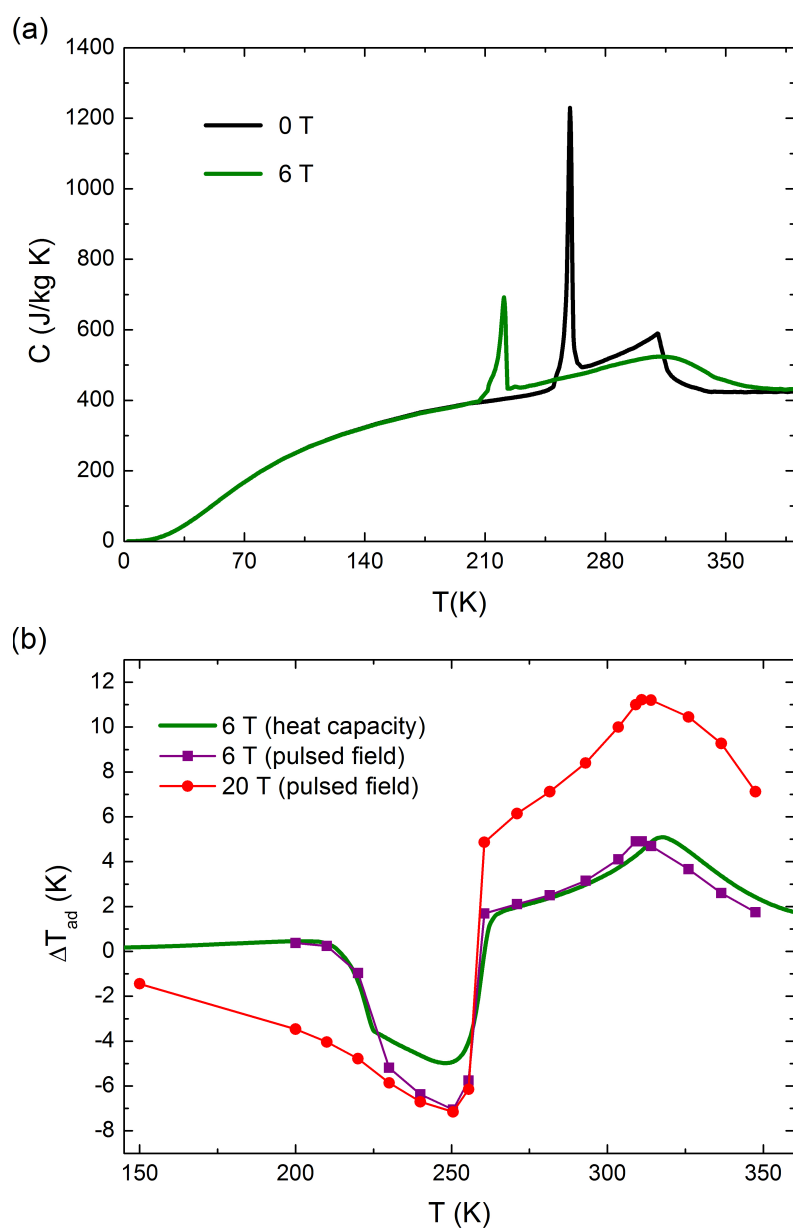 (a)
1400
1200
1000
800
600
400
200
0
C (J/kg K)
0 T
6 T
0 70 140 210 280 350
T(K)
(b)
12
10
8
6
4
2
0
-2
-4
-6
-8
ΔT_ad (K)
6 T (heat capacity)
6 T (pulsed field)
20 T (pulsed field)
150 200 250 300 350
T (K)